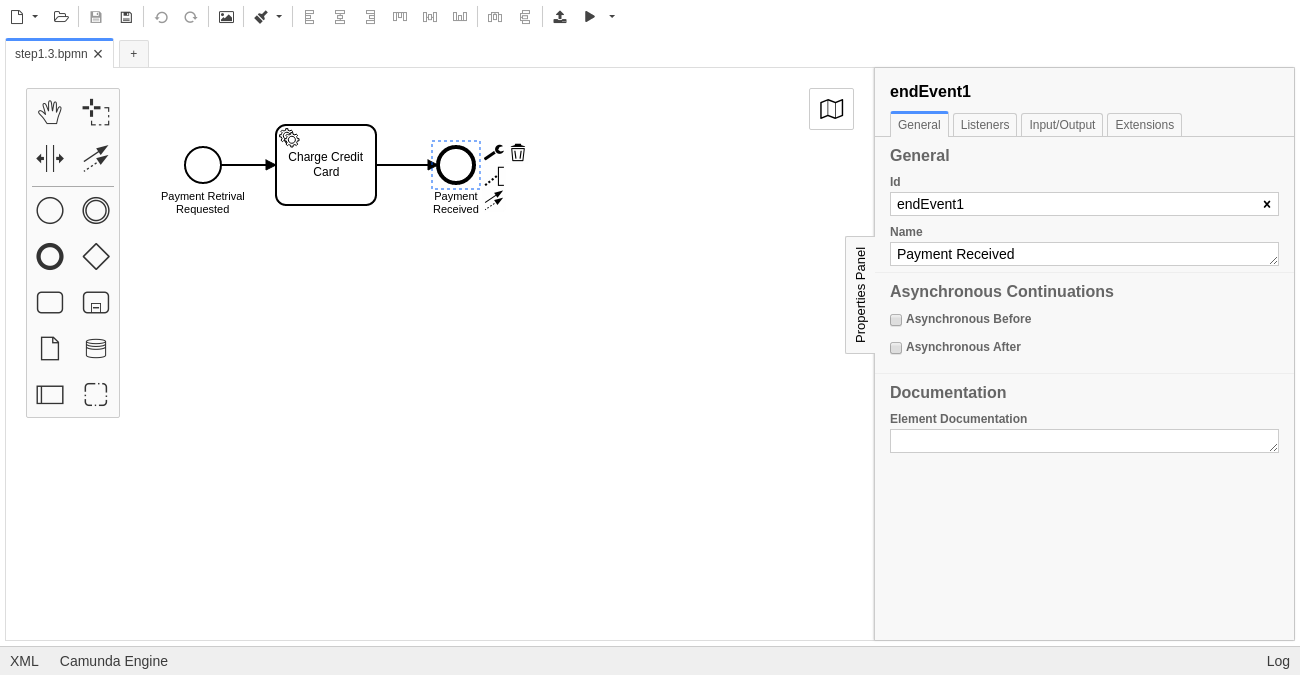 step1.3.bpmn
+
Charge Credit
Card
Payment Retrival
Requested
Payment
Received
Properties Panel
endEvent1
General
Listeners
Input/Output
Extensions
General
Id
endEvent1
Name
Payment Received
Asynchronous Continuations
Asynchronous Before
Asynchronous After
Documentation
Element Documentation
XML
Camunda Engine
Log